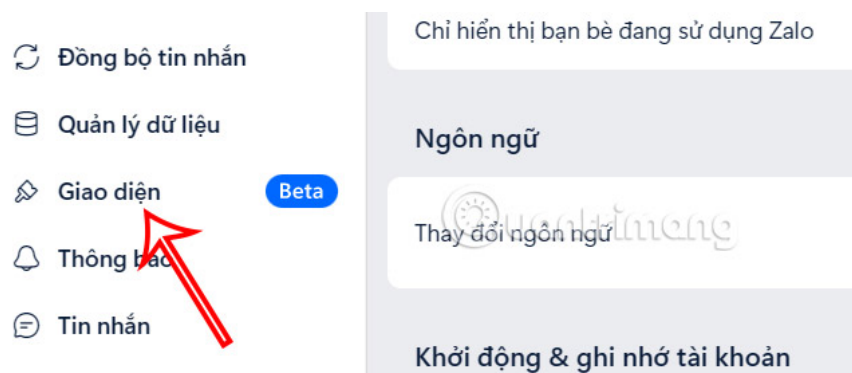 Đồng bộ tin nhắn
Quản lý dữ liệu
Giao diện
Beta
Thông báo
Tin nhắn
Chỉ hiển thị bạn bè đang sử dụng Zalo
Ngôn ngữ
Thay đổi ngôn ngữ
Quantrimang
Khởi động & ghi nhớ tài khoản